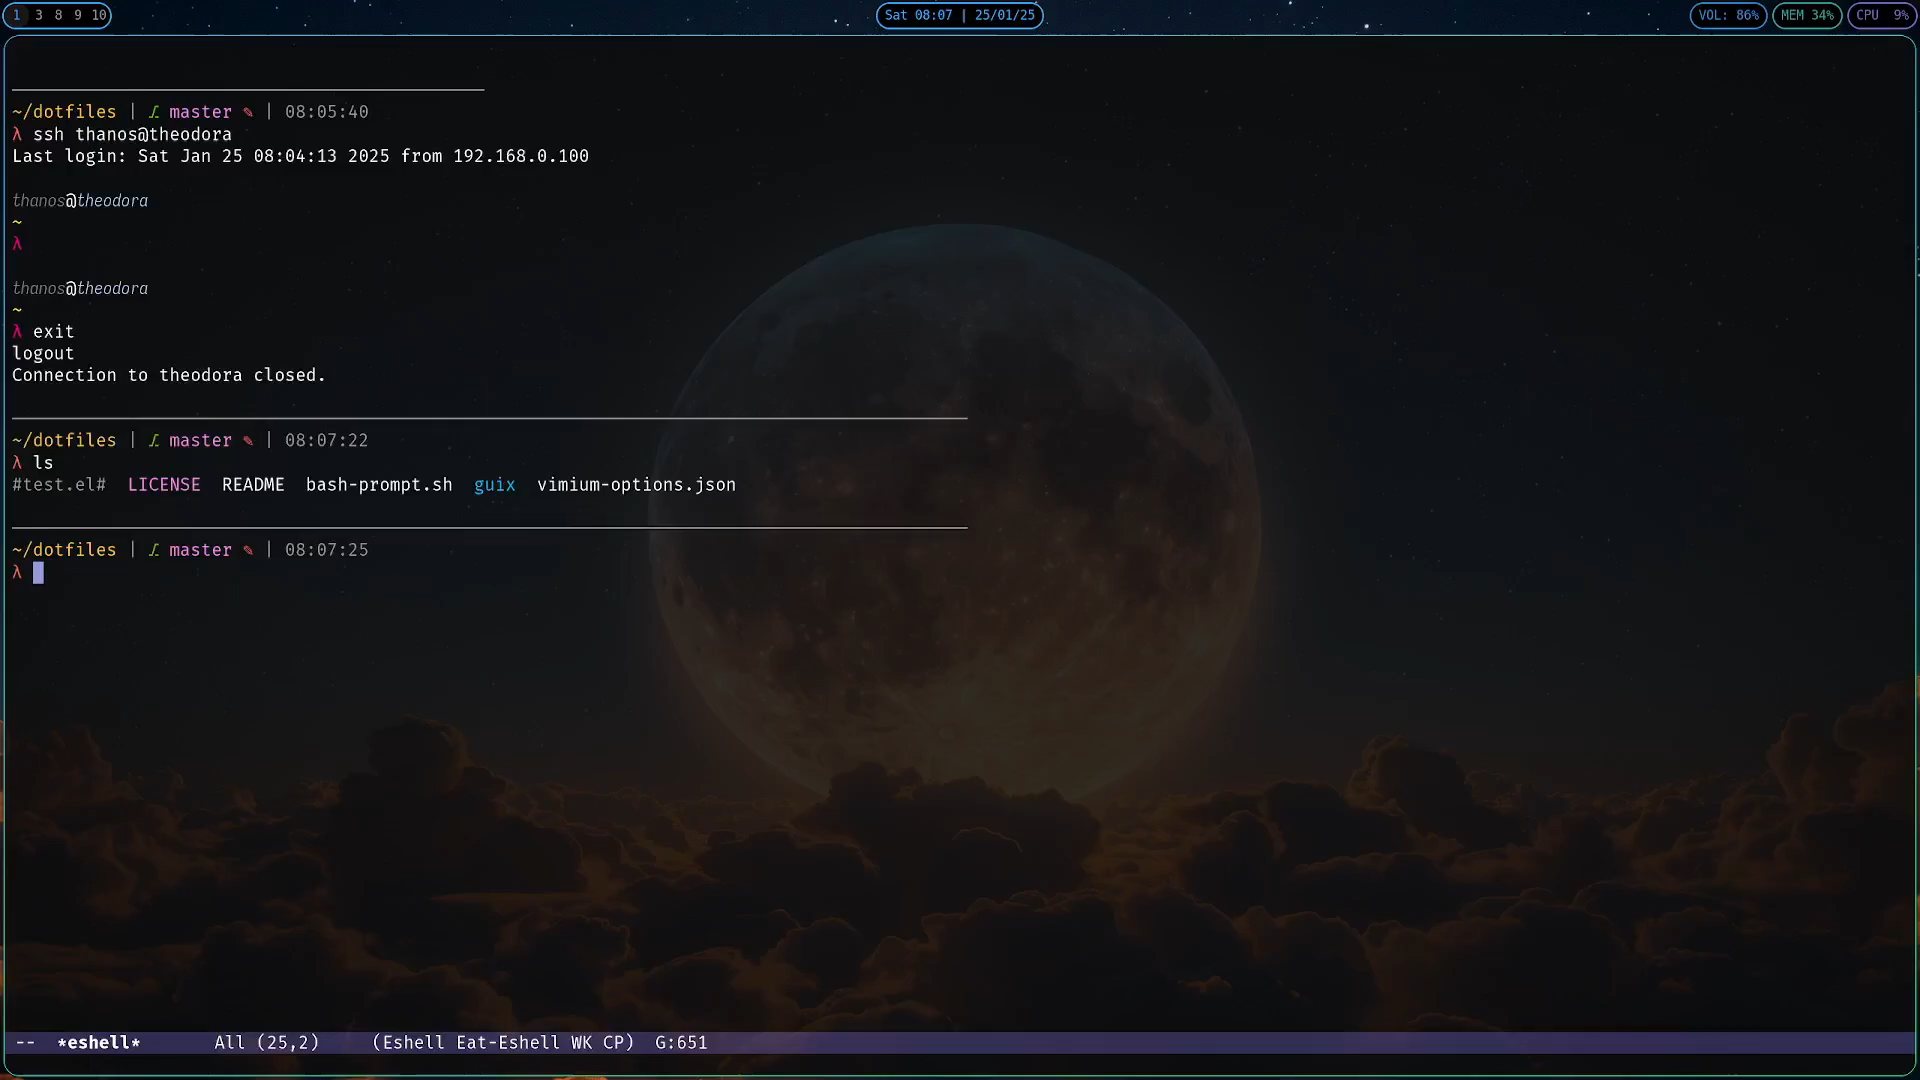 1 3 8 9 10
Sat 08:07 | 25/01/25
VOL: 86% MEM 34% CPU 9%
~/dotfiles | master ✎ | 08:05:40
λ ssh thanos@theodora
Last login: Sat Jan 25 08:04:13 2025 from 192.168.0.100
thanos@theodora
~
λ
thanos@theodora
~
λ exit
logout
Connection to theodora closed.
~/dotfiles | master ✎ | 08:07:22
λ ls
#test.el# LICENSE README bash-prompt.sh guix vimium-options.json
~/dotfiles | master ✎ | 08:07:25
λ
-- *eshell* All (25,2) (Eshell Eat-Eshell WK CP) G:651